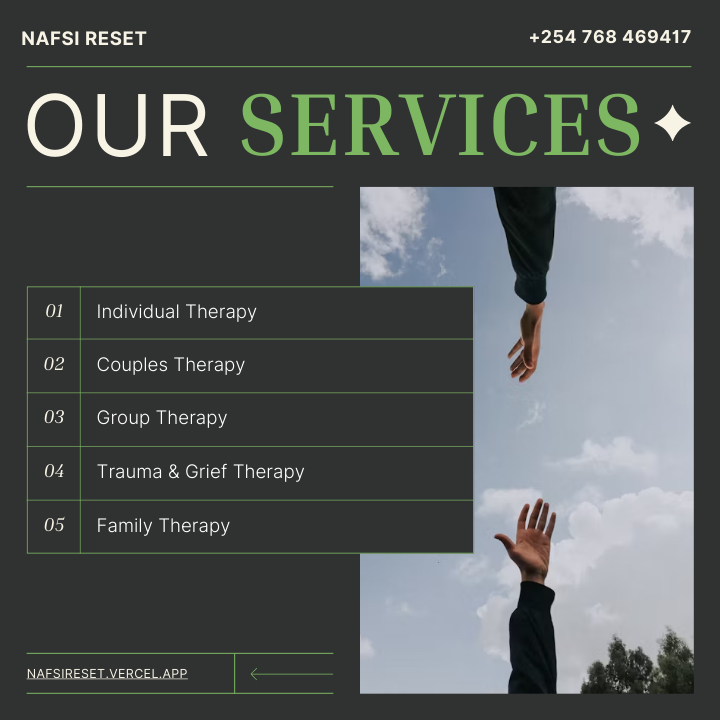 NAFSI RESET
+254 768 469417
OUR SERVICES
01 Individual Therapy
02 Couples Therapy
03 Group Therapy
04 Trauma & Grief Therapy
05 Family Therapy
NAFSIRESET.VERCEL.APP